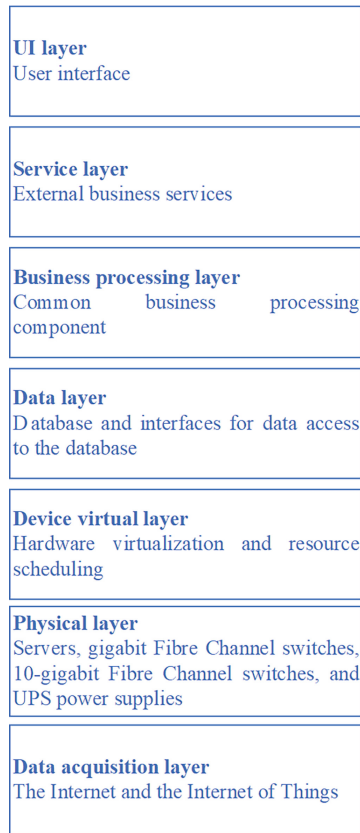 UI layer
User interface
Service layer
External business services
Business processing layer
Common business processing
component
Data layer
Database and interfaces for data access
to the database
Device virtual layer
Hardware virtualization and resource
scheduling
Physical layer
Servers, gigabit Fibre Channel switches,
10-gigabit Fibre Channel switches, and
UPS power supplies
Data acquisition layer
The Internet and the Internet of Things